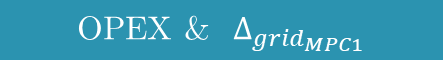 OPEX & Δ_{grid_{MPC1}}